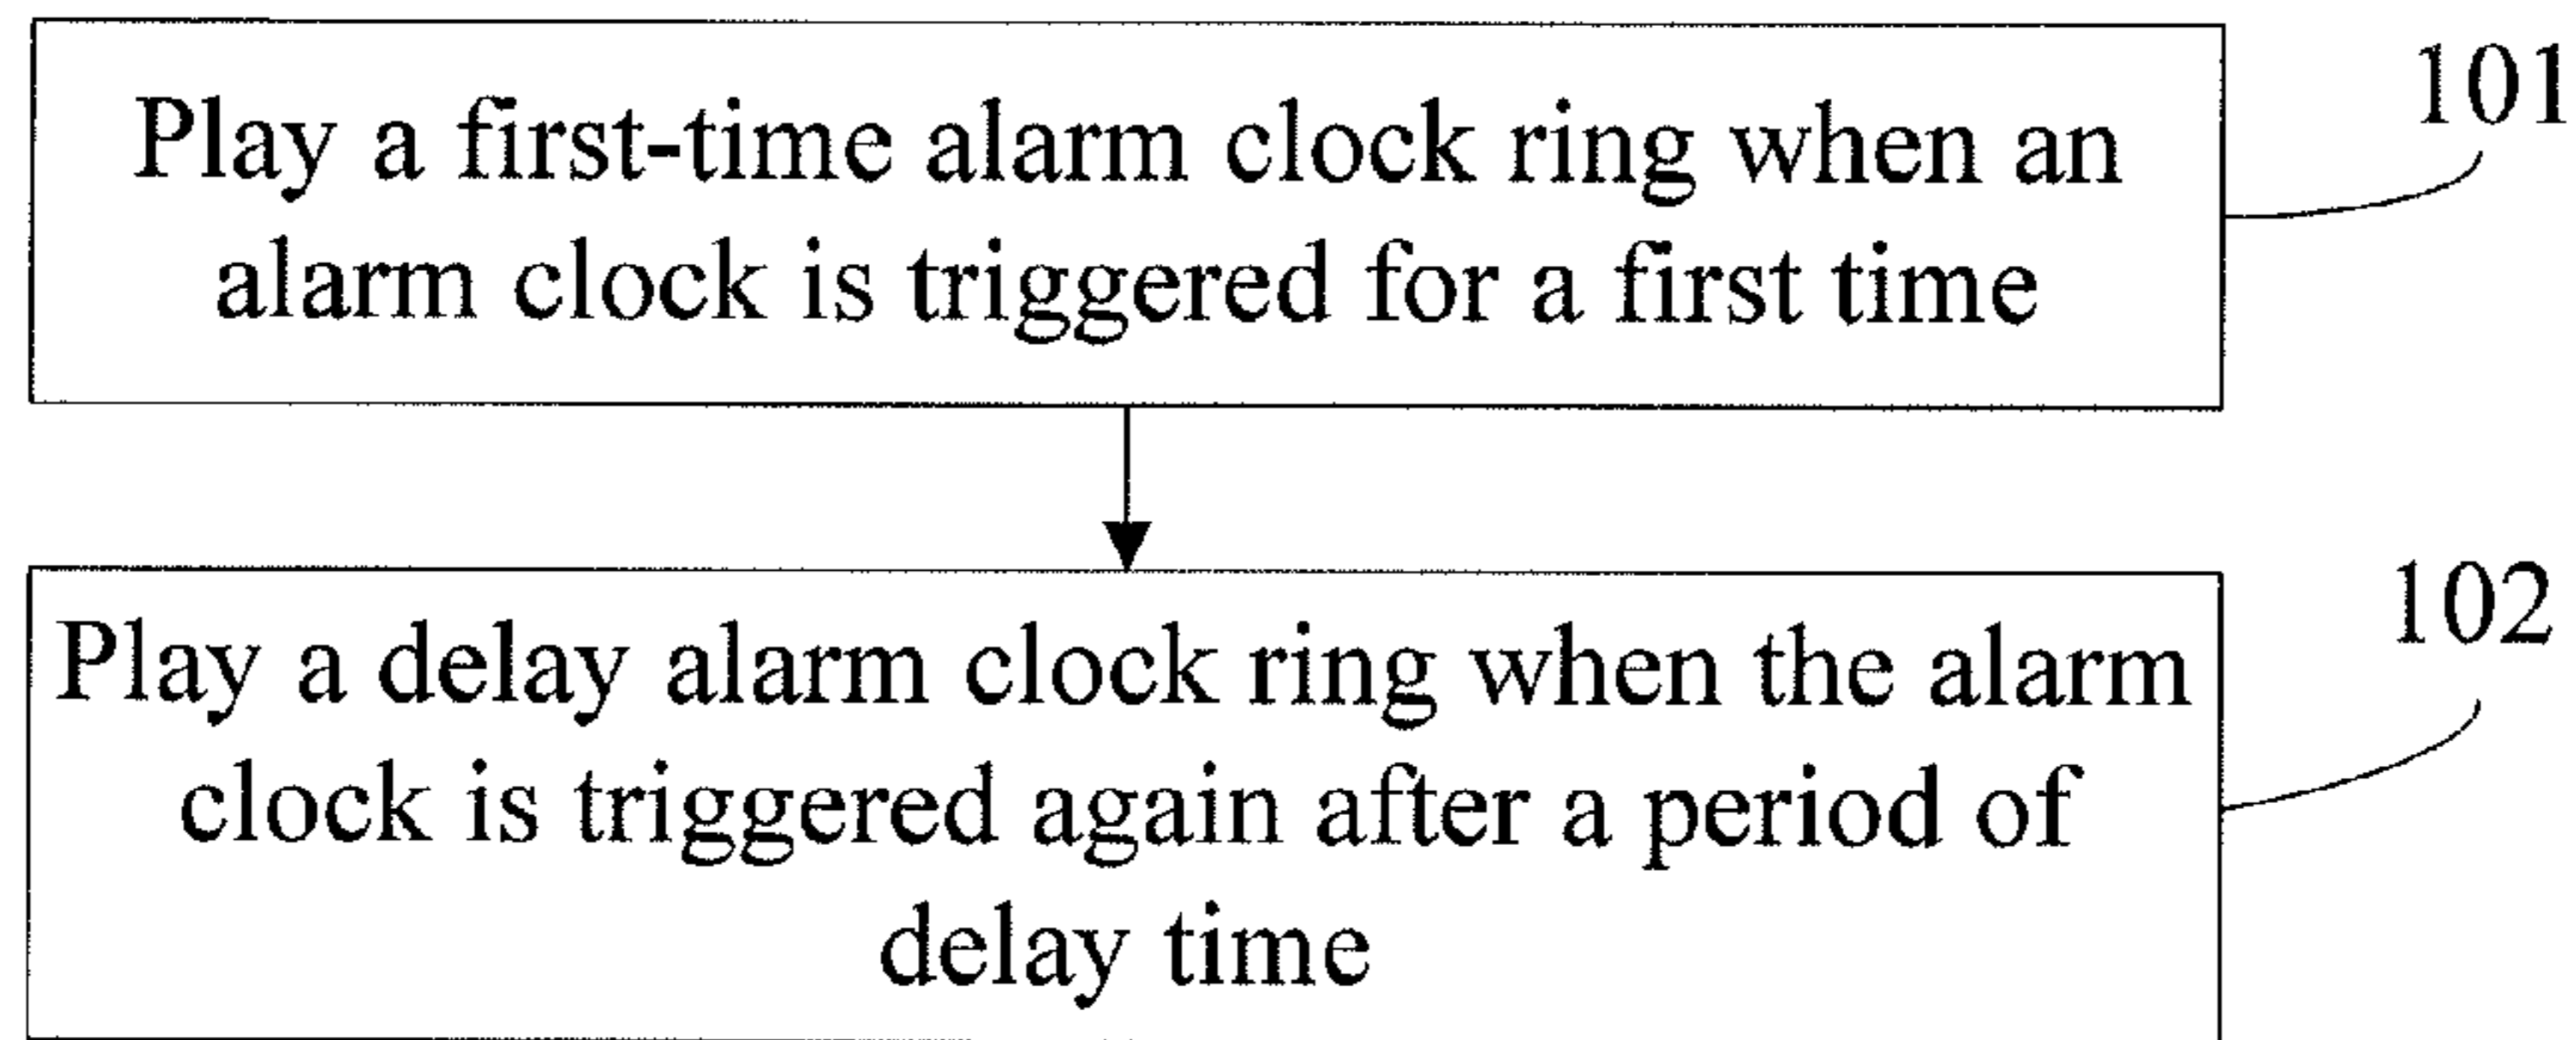 Play a first-time alarm clock ring when an
alarm clock is triggered for a first time
101
Play a delay alarm clock ring when the alarm
clock is triggered again after a period of
delay time
102